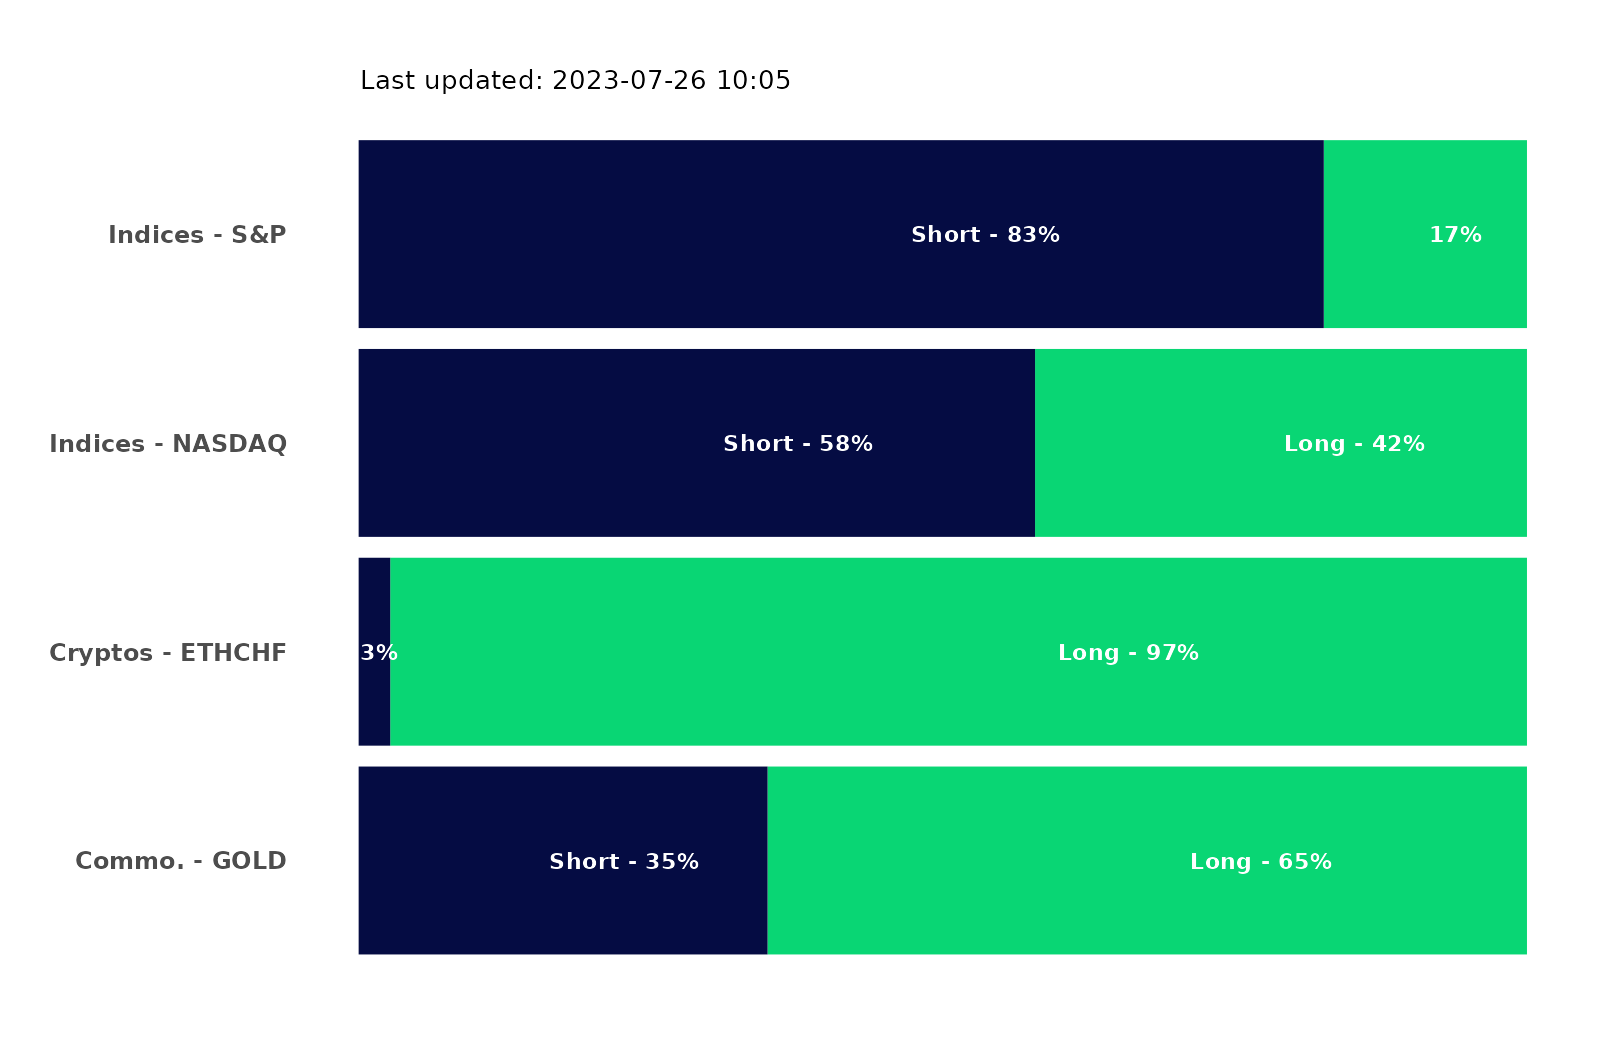 Last updated: 2023-07-26 10:05
Indices - S&P Short - 83% 17%
Indices - NASDAQ Short - 58% Long - 42%
Cryptos - ETHCHF 3% Long - 97%
Commo. - GOLD Short - 35% Long - 65%